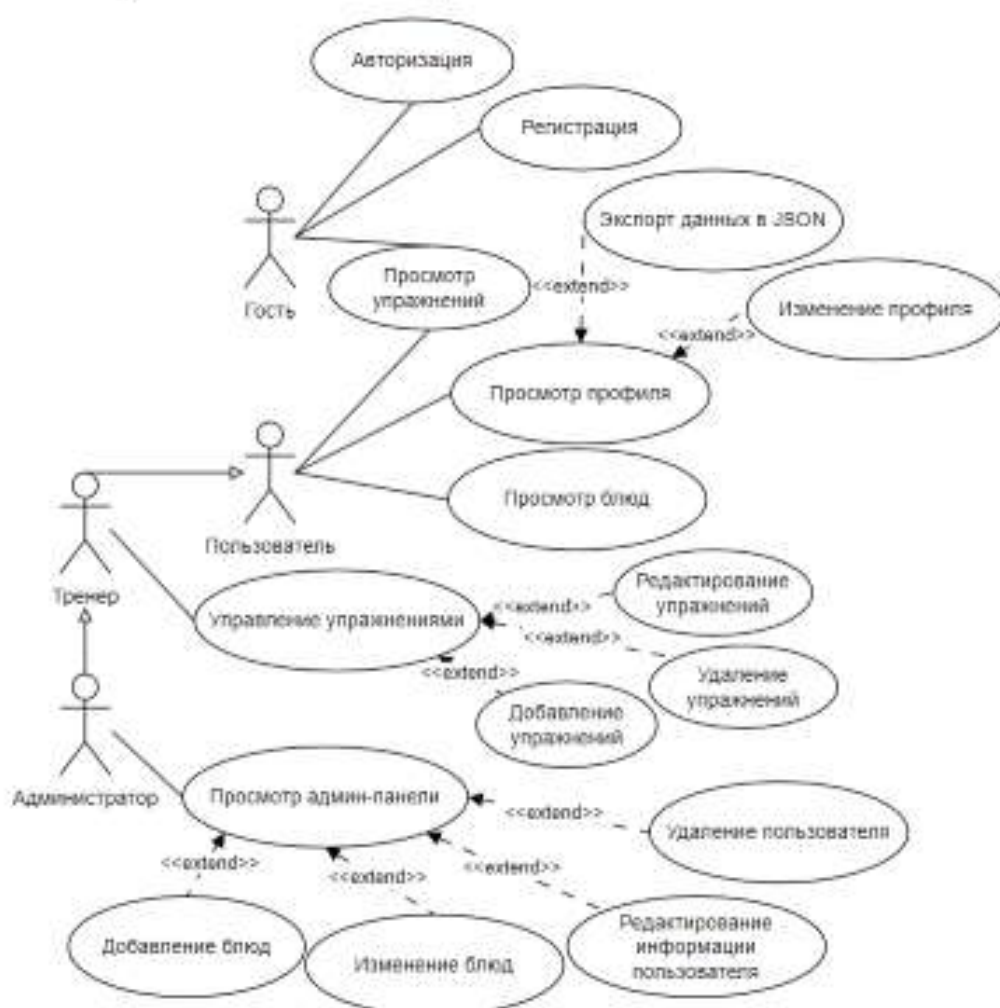 Авторизация
Регистрация
Экспорт данных в JSON
Гость
Просмотр
упражнений
<<extend>>
Изменение профиля
<<extend>>
Просмотр профиля
Просмотр блюд
Пользователь
Тренер
Управление упражнениями
<<extend>>
Редактирование
упражнений
<<extend>>
Удаление
упражнений
<<extend>>
Добавление
упражнений
Администратор
Просмотр админ-панели
<<extend>>
Удаление пользователя
<<extend>>
<<extend>>
<<extend>>
Добавление блюд
Изменение блюд
Редактирование
информации
пользователя